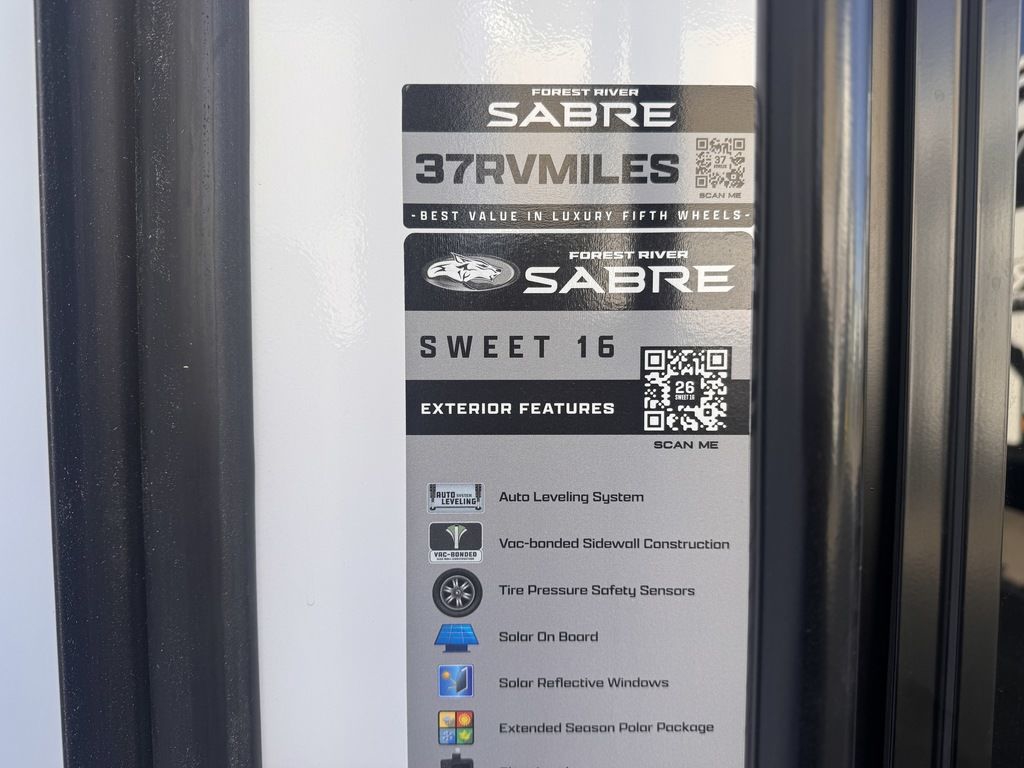 FOREST RIVER
SABRE
37RVMILES
37
SCAN ME
-BEST VALUE IN LUXURY FIFTH WHEELS-
FOREST RIVER
SABRE
SWEET 16
26
SWEET 16
EXTERIOR FEATURES
SCAN ME
AUTO SYSTEM
LEVELING
Auto Leveling System
VAC-BONDED
Vac-bonded Sidewall Construction
Tire Pressure Safety Sensors
Solar On Board
Solar Reflective Windows
Extended Season Polar Package